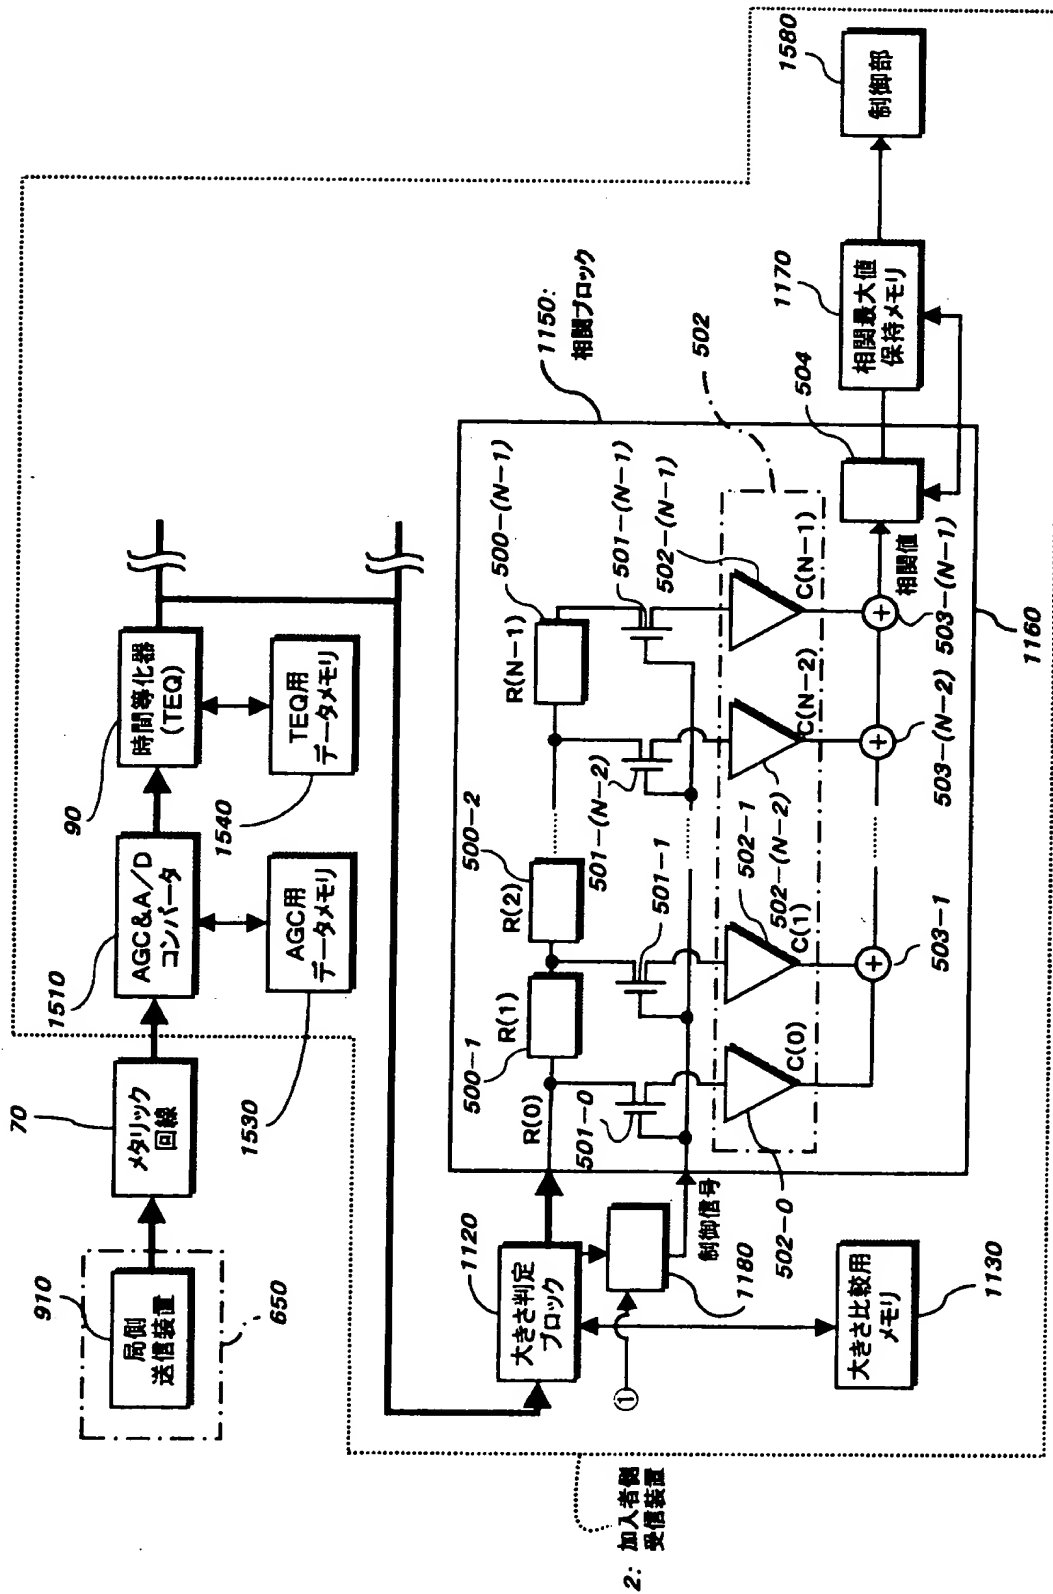 910
局側
送信装置
650
70
メタリック
回線
1510
AGC&A/D
コンバータ
1530
AGC用
データメモリ
90
時間等化器
(TEQ)
1540
TEQ用
データメモリ
2: 加入者側
受信装置
1120
大きさ判定
ブロック
①
1180
制御信号
1130
大きさ比較用
メモリ
1150:
相関ブロック
R(0)
500-1
R(1)
500-2
R(2)
500-(N-1)
R(N-1)
501-0
501-1
501-(N-2)
501-(N-1)
502
502-0
C(0)
502-1
C(1)
502-(N-2)
C(N-2)
502-(N-1)
C(N-1)
503-1
503-(N-2)
503-(N-1)
+
+
+
相関値
504
1160
1170
相関最大値
保持メモリ
1580
制御部